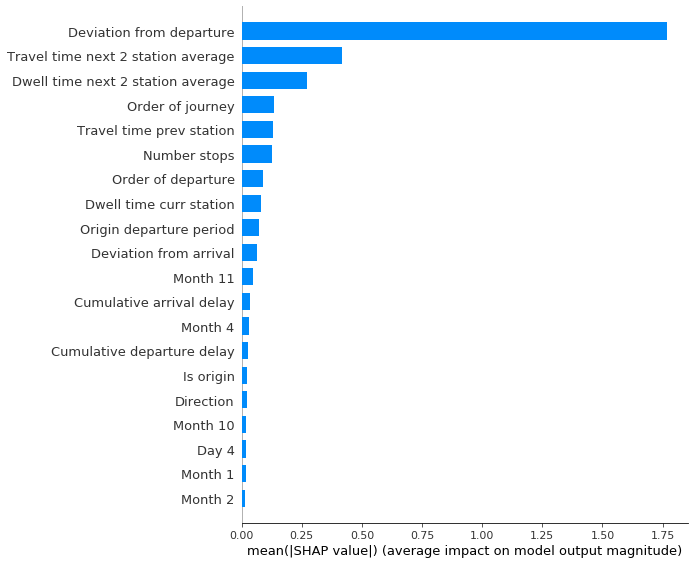 Deviation from departure
Travel time next 2 station average
Dwell time next 2 station average
Order of journey
Travel time prev station
Number stops
Order of departure
Dwell time curr station
Origin departure period
Deviation from arrival
Month 11
Cumulative arrival delay
Month 4
Cumulative departure delay
Is origin
Direction
Month 10
Day 4
Month 1
Month 2
0.00 0.25 0.50 0.75 1.00 1.25 1.50 1.75
mean(|SHAP value|) (average impact on model output magnitude)